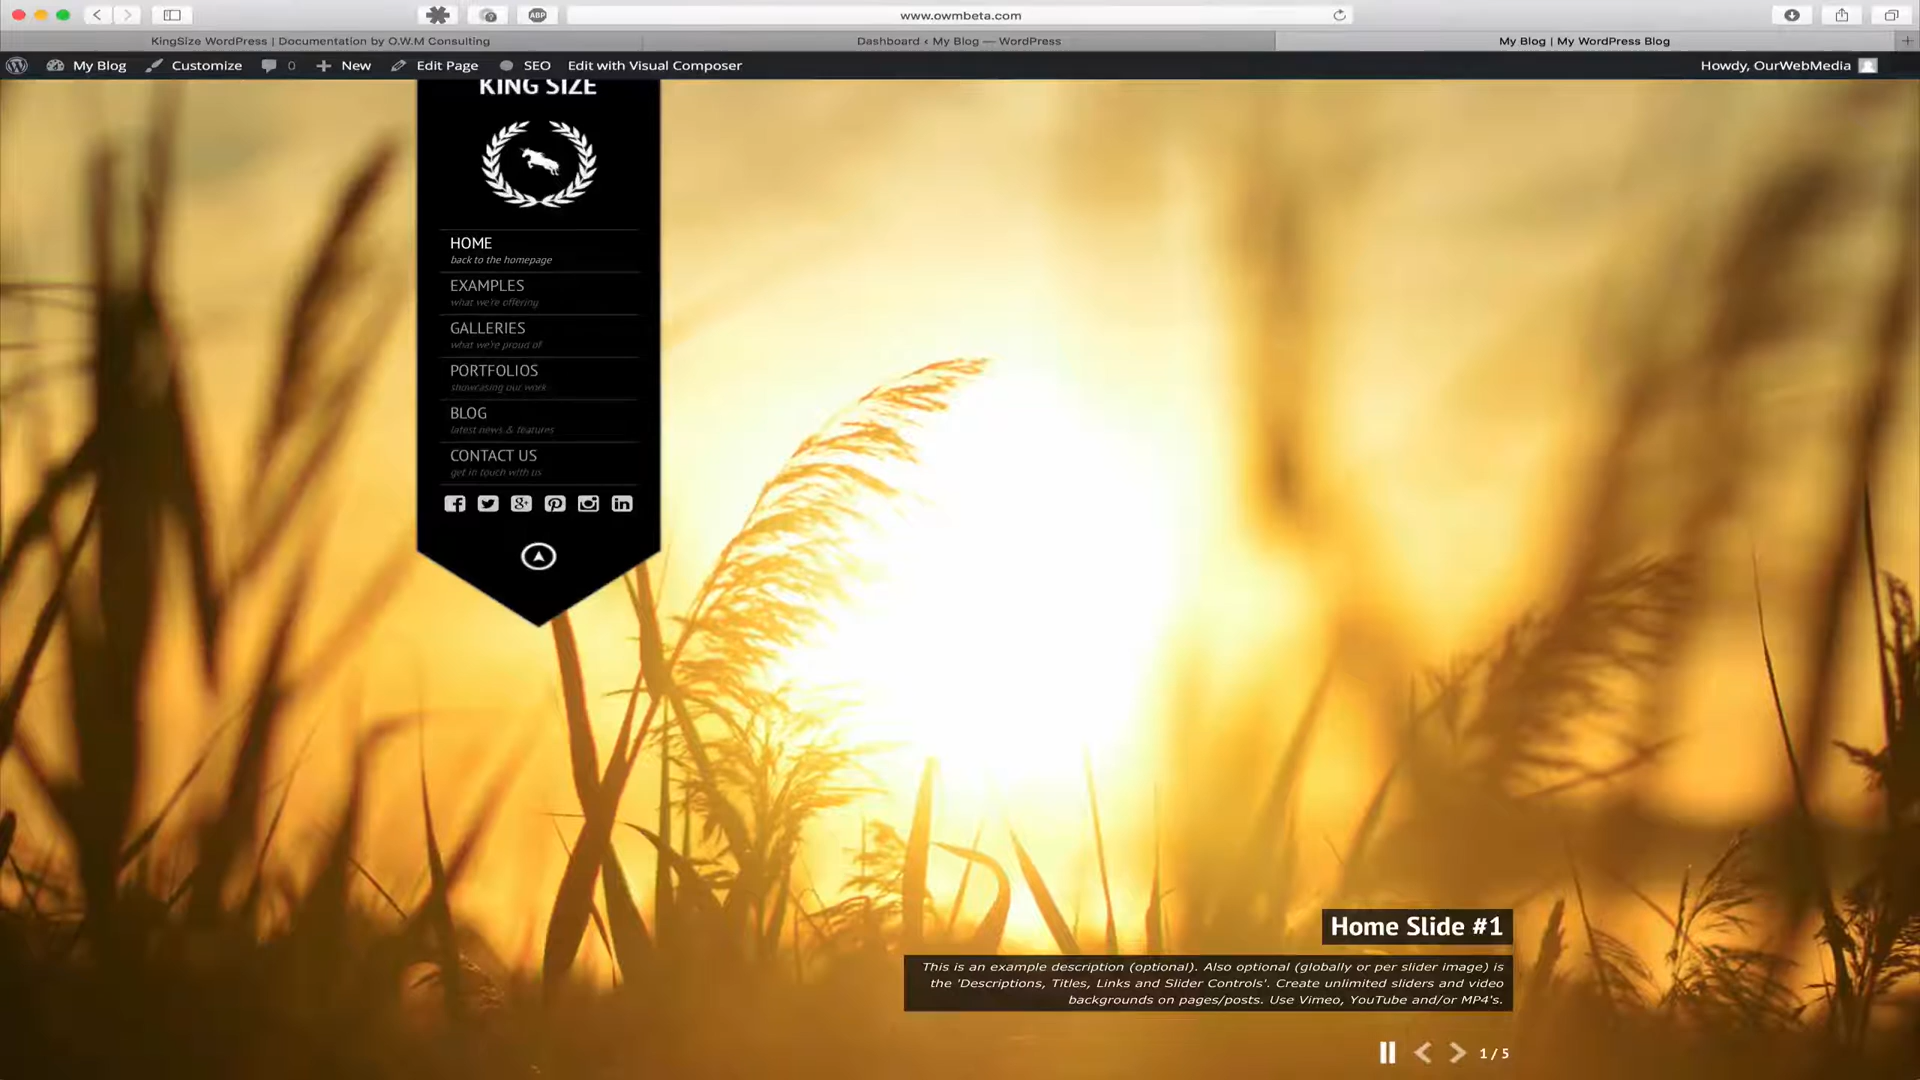 www.owmbeta.com
KingSize WordPress | Documentation by O.W.M Consulting
Dashboard ‹ My Blog — WordPress
My Blog | My WordPress Blog
My Blog
Customize
0
New
Edit Page
SEO
Edit with Visual Composer
Howdy, OurWebMedia
ABP
KING SIZE
HOME
back to the homepage
EXAMPLES
what we're offering
GALLERIES
what we're proud of
PORTFOLIOS
showcasing our work
BLOG
latest news & features
CONTACT US
get in touch with us
Home Slide #1
This is an example description (optional). Also optional (globally or per slider image) is
the 'Descriptions, Titles, Links and Slider Controls'. Create unlimited sliders and video
backgrounds on pages/posts. Use Vimeo, YouTube and/or MP4's.
1 / 5